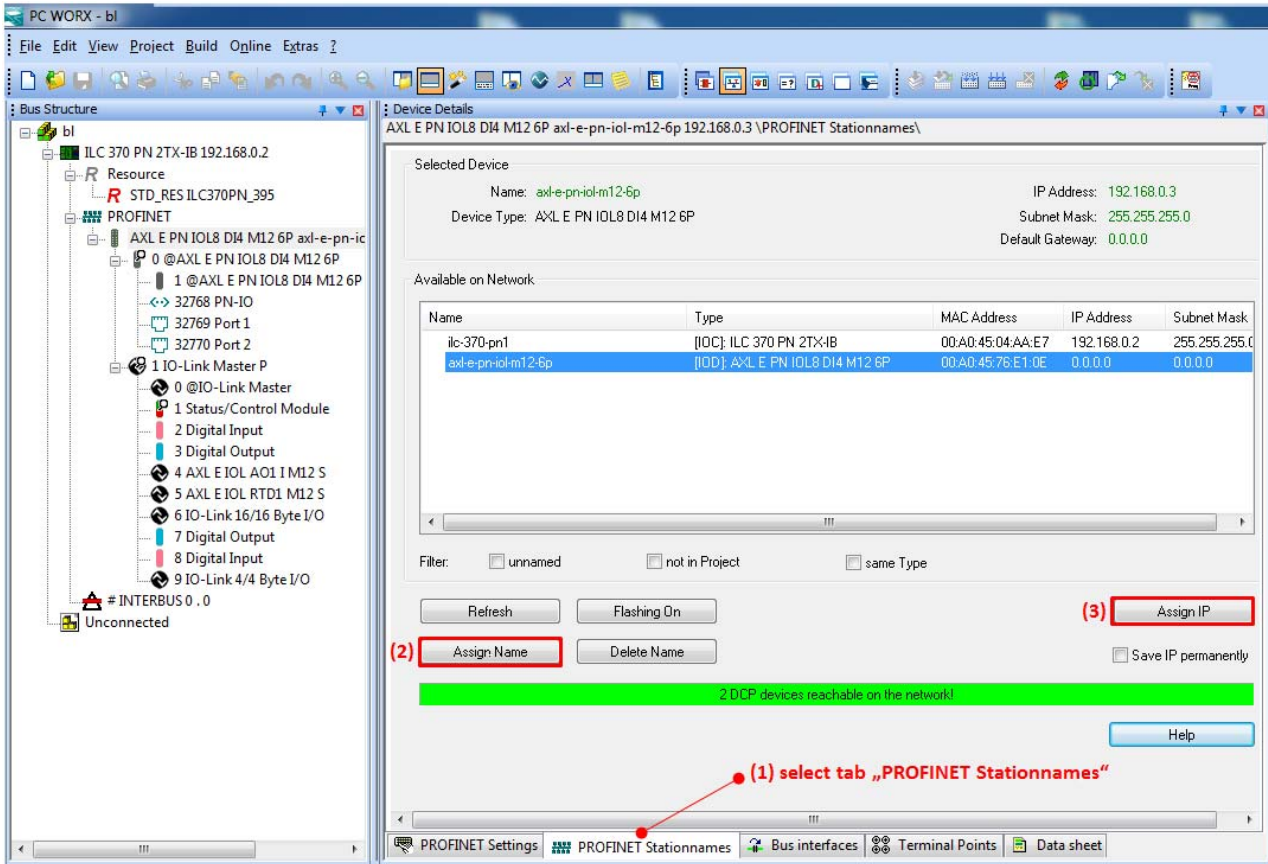 PC WORX - bl
File Edit View Project Build Online Extras ?
Bus Structure
bl
ILC 370 PN 2TX-IB 192.168.0.2
Resource
STD_RES ILC370PN_395
PROFINET
AXL E PN IOL8 DI4 M12 6P axl-e-pn-ic
0 @AXL E PN IOL8 DI4 M12 6P
1 @AXL E PN IOL8 DI4 M12 6P
32768 PN-IO
32769 Port 1
32770 Port 2
1 IO-Link Master P
0 @IO-Link Master
1 Status/Control Module
2 Digital Input
3 Digital Output
4 AXL E IOL AO1 I M12 S
5 AXL E IOL RTD1 M12 S
6 IO-Link 16/16 Byte I/O
7 Digital Output
8 Digital Input
9 IO-Link 4/4 Byte I/O
# INTERBUS 0 . 0
Unconnected
Device Details
AXL E PN IOL8 DI4 M12 6P axl-e-pn-iol-m12-6p 192.168.0.3 \PROFINET Stationnames\
Selected Device
Name: axl-e-pn-iol-m12-6p IP Address: 192.168.0.3
Device Type: AXL E PN IOL8 DI4 M12 6P Subnet Mask: 255.255.255.0
Default Gateway: 0.0.0.0
Available on Network
Name Type MAC Address IP Address Subnet Mask
ilc-370-pn1 [IOC]: ILC 370 PN 2TX-IB 00:A0:45:04:AA:E7 192.168.0.2 255.255.255.0
axl-e-pn-iol-m12-6p [IOD]: AXL E PN IOL8 DI4 M12 6P 00:A0:45:76:E1:0E 0.0.0.0 0.0.0.0
Filter: unnamed not in Project same Type
Refresh Flashing On (3) Assign IP
(2) Assign Name Delete Name Save IP permanently
2 DCP devices reachable on the network!
Help
(1) select tab „PROFINET Stationnames“
PROFINET Settings PROFINET Stationnames Bus interfaces Terminal Points Data sheet